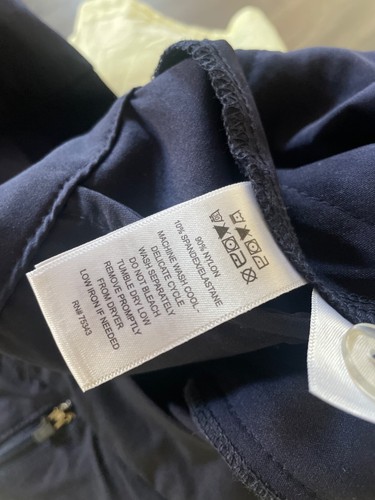 90% NYLON
10% SPANDEX/ELASTANE
MACHINE WASH COOL
DELICATE CYCLE
WASH SEPARATELY
DO NOT BLEACH
TUMBLE DRY LOW
REMOVE PROMPTLY
FROM DRYER
LOW IRON IF NEEDED
RN# 75343